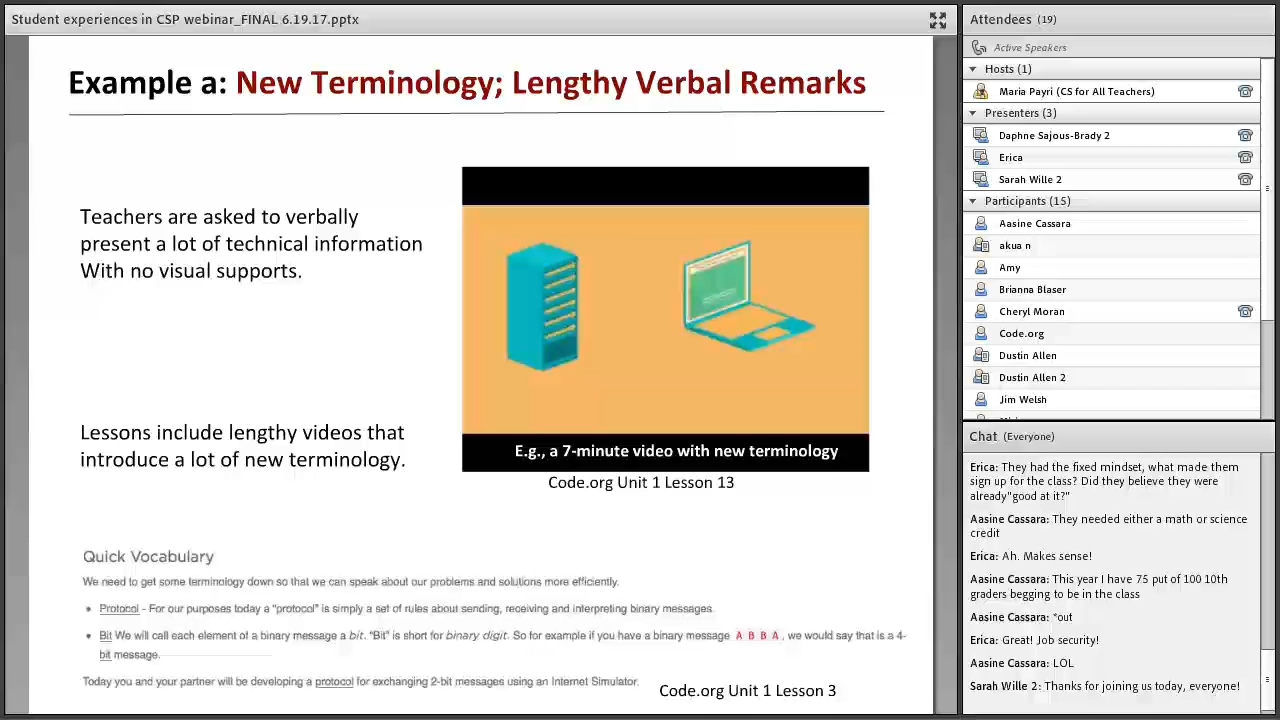 Student experiences in CSP webinar_FINAL 6.19.17.pptx
Example a: New Terminology; Lengthy Verbal Remarks
Teachers are asked to verbally
present a lot of technical information
With no visual supports.
Lessons include lengthy videos that
introduce a lot of new terminology.
E.g., a 7-minute video with new terminology
Code.org Unit 1 Lesson 13
Quick Vocabulary
We need to get some terminology down so that we can speak about our problems and solutions more efficiently.
• Protocol - For our purposes today a "protocol" is simply a set of rules about sending, receiving and interpreting binary messages.
• Bit We will call each element of a binary message a bit. "Bit" is short for binary digit. So for example if you have a binary message A B B A, we would say that is a 4-
bit message.
Today you and your partner will be developing a protocol for exchanging 2-bit messages using an Internet Simulator.
Code.org Unit 1 Lesson 3
Attendees (19)
Active Speakers
Hosts (1)
Maria Payri (CS for All Teachers)
Presenters (3)
Daphne Sajous-Brady 2
Erica
Sarah Wille 2
Participants (15)
Aasine Cassara
akua n
Amy
Brianna Blaser
Cheryl Moran
Code.org
Dustin Allen
Dustin Allen 2
Jim Welsh
Chat (Everyone)
Erica: They had the fixed mindset, what made them
sign up for the class? Did they believe they were
already"good at it?"
Aasine Cassara: They needed either a math or science
credit
Erica: Ah. Makes sense!
Aasine Cassara: This year I have 75 put of 100 10th
graders begging to be in the class
Aasine Cassara: *out
Erica: Great! Job security!
Aasine Cassara: LOL
Sarah Wille 2: Thanks for joining us today, everyone!